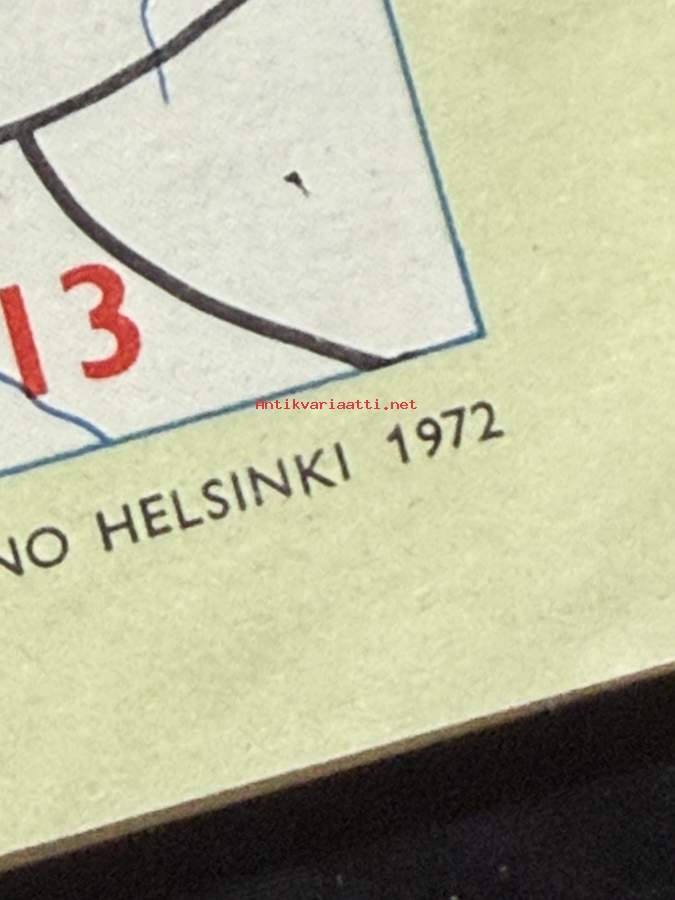 13
Antikvariaatti.net
NO HELSINKI 1972